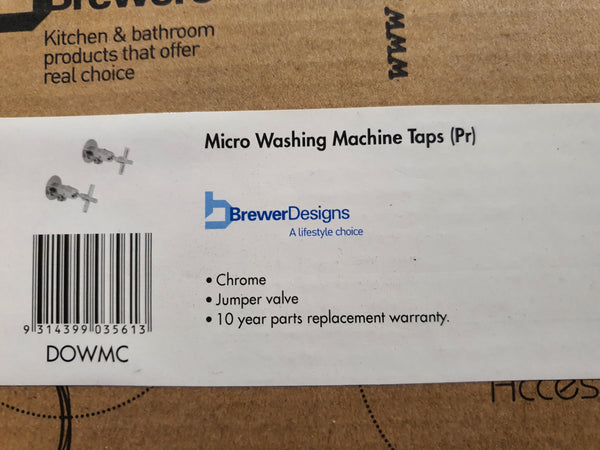 Brewers
Kitchen & bathroom
products that offer
real choice
www
Micro Washing Machine Taps (Pr)
BrewerDesigns
A lifestyle choice
• Chrome
• Jumper valve
• 10 year parts replacement warranty.
9 314399 035613
DOWMC